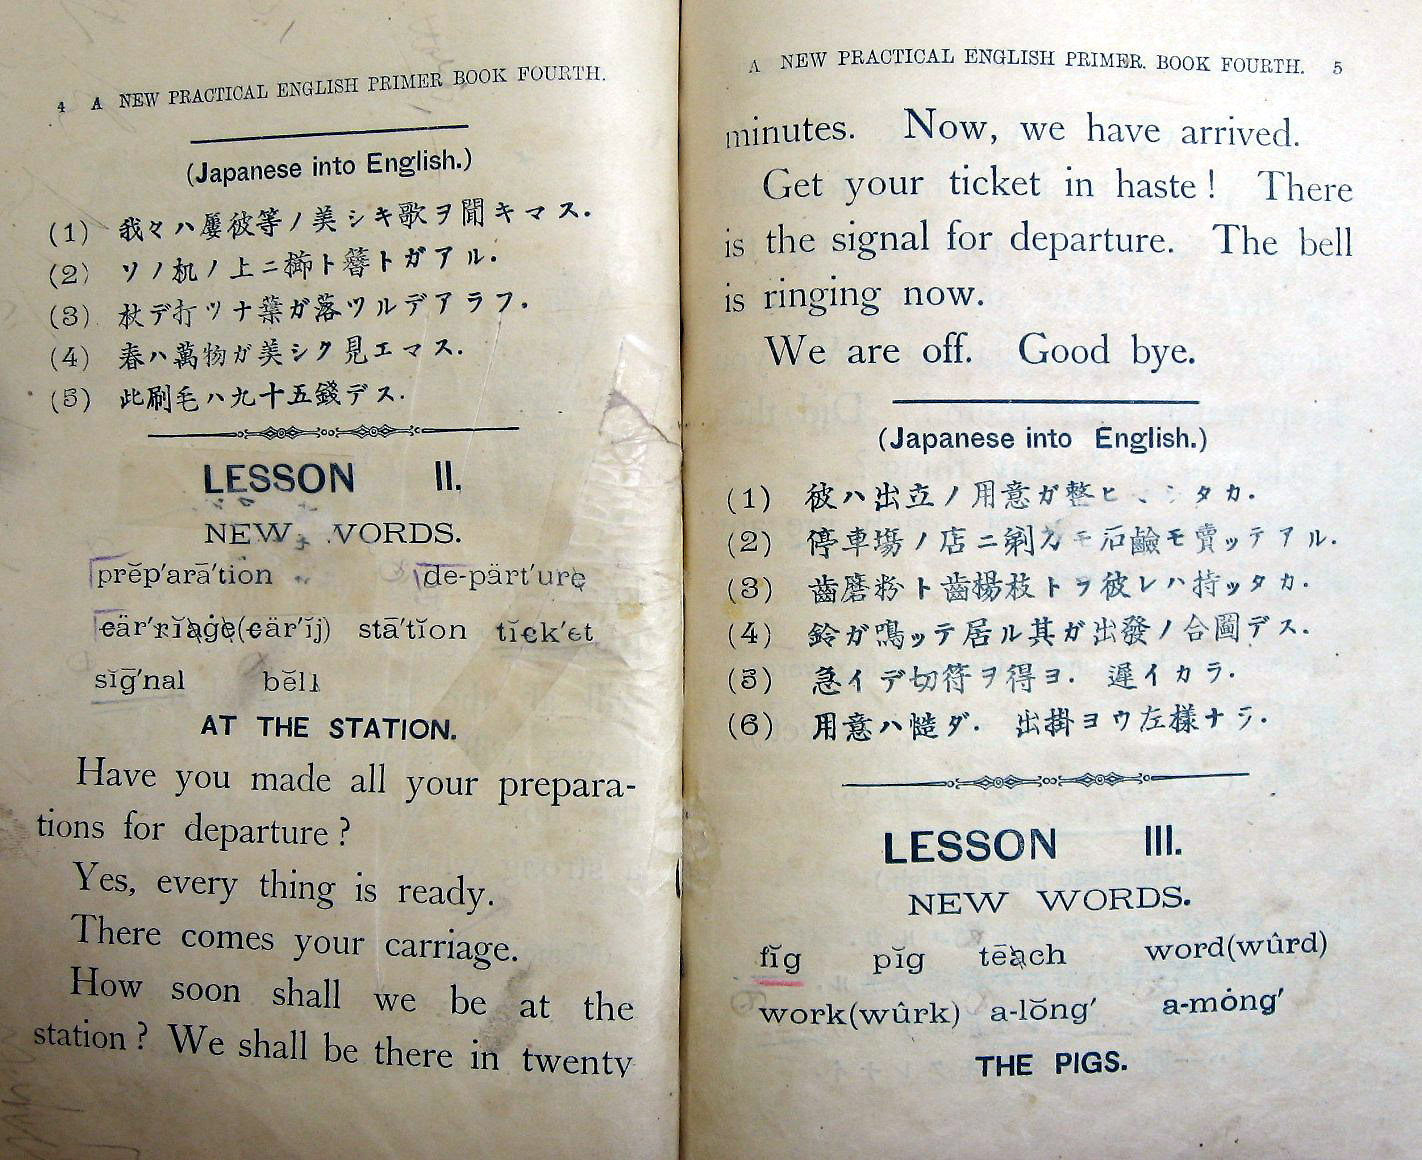 4 A NEW PRACTICAL ENGLISH PRIMER BOOK FOURTH.
(Japanese into English.)
(1) 我々ハ屢彼等ノ美シキ歌ヲ聞キマス.
(2) ソノ机ノ上ニ櫛ト簪トガアル.
(3) 杖デ打ツナ葉ガ落ツルデアラフ.
(4) 春ハ萬物ガ美シク見エマス.
(5) 此刷毛ハ九十五錢デス.
LESSON II.
NEW WORDS.
prĕp'arā'tion de-pärt'ure
căr'rĭage(căr'ĭj) stā'tĭon tĭck'et
sĭg'nal bĕll
AT THE STATION.
Have you made all your prepara-
tions for departure?
Yes, every thing is ready.
There comes your carriage.
How soon shall we be at the
station? We shall be there in twenty
A NEW PRACTICAL ENGLISH PRIMER. BOOK FOURTH. 5
minutes. Now, we have arrived.
Get your ticket in haste! There
is the signal for departure. The bell
is ringing now.
We are off. Good bye.
(Japanese into English.)
(1) 彼ハ出立ノ用意ガ整ヒ シタカ.
(2) 停車塲ノ店ニ剃刀モ石鹼モ賣ッテアル.
(3) 齒磨粉ト齒楊枝トヲ彼レハ持ッタカ.
(4) 鈴ガ鳴ッテ居ル其ガ出發ノ合圖デス.
(5) 急イデ切符ヲ得ヨ. 遲イカラ.
(6) 用意ハ慥ダ. 出掛ヨウ左樣ナラ.
LESSON III.
NEW WORDS.
fĭg pĭg tēach word(wûrd)
work(wûrk) a-lŏng' a-mȯng'
THE PIGS.